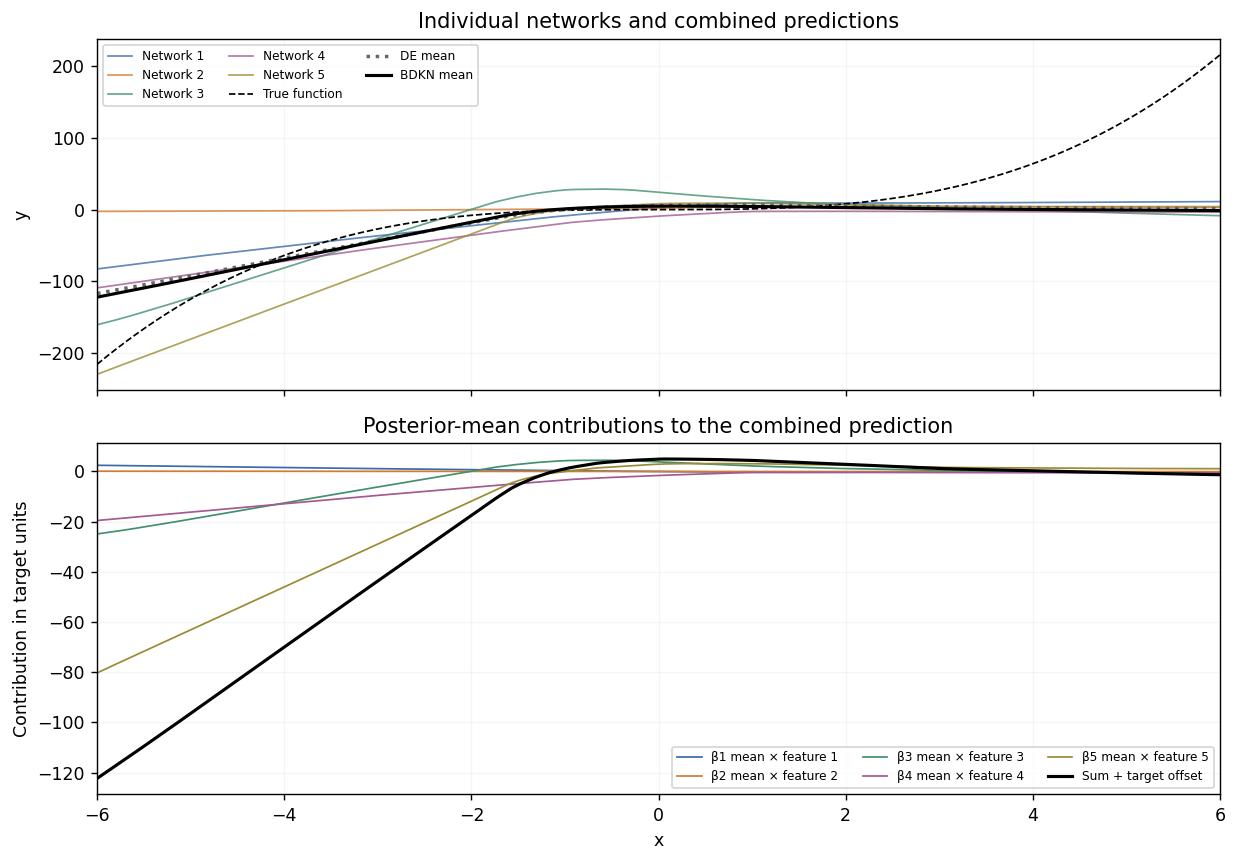 Individual networks and combined predictions
200
100
0
−100
−200
y
Network 1
Network 2
Network 3
Network 4
Network 5
True function
DE mean
BDKN mean
Posterior-mean contributions to the combined prediction
0
−20
−40
−60
−80
−100
−120
Contribution in target units
β1 mean × feature 1
β2 mean × feature 2
β3 mean × feature 3
β4 mean × feature 4
β5 mean × feature 5
Sum + target offset
−6
−4
−2
0
2
4
6
x